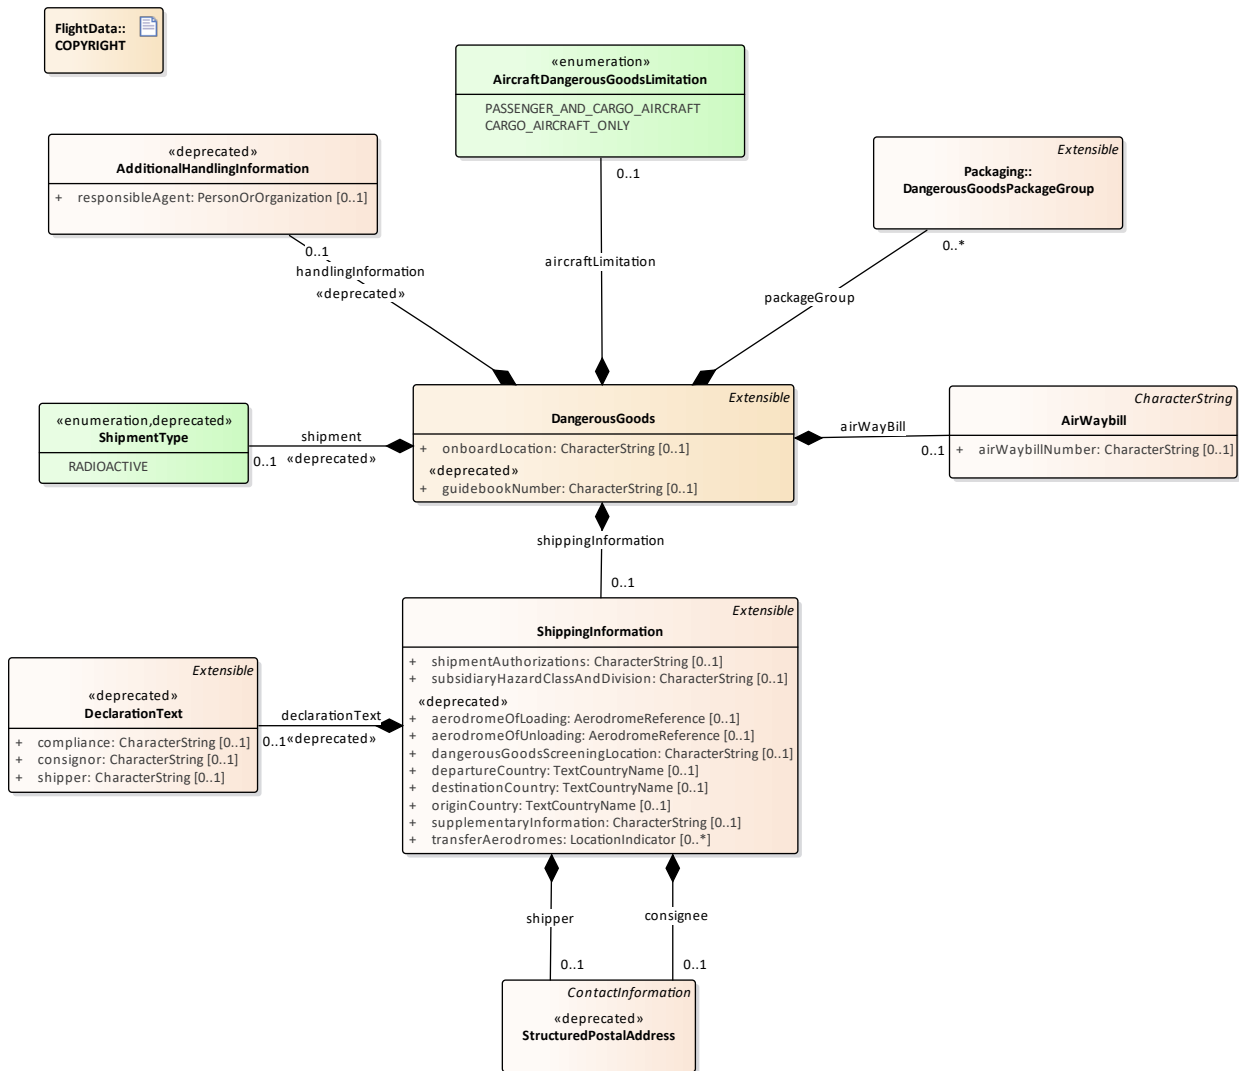 FlightData::
COPYRIGHT
«enumeration»
AircraftDangerousGoodsLimitation
PASSENGER_AND_CARGO_AIRCRAFT
CARGO_AIRCRAFT_ONLY
0..1
aircraftLimitation
«deprecated»
AdditionalHandlingInformation
+ responsibleAgent: PersonOrOrganization [0..1]
0..1
handlingInformation
«deprecated»
Extensible
Packaging::
DangerousGoodsPackageGroup
0..*
packageGroup
«enumeration,deprecated»
ShipmentType
RADIOACTIVE
shipment
0..1 «deprecated»
Extensible
DangerousGoods
+ onboardLocation: CharacterString [0..1]
«deprecated»
+ guidebookNumber: CharacterString [0..1]
airWayBill
0..1
CharacterString
AirWaybill
+ airWaybillNumber: CharacterString [0..1]
shippingInformation
0..1
Extensible
ShippingInformation
+ shipmentAuthorizations: CharacterString [0..1]
+ subsidiaryHazardClassAndDivision: CharacterString [0..1]
«deprecated»
+ aerodromeOfLoading: AerodromeReference [0..1]
+ aerodromeOfUnloading: AerodromeReference [0..1]
+ dangerousGoodsScreeningLocation: CharacterString [0..1]
+ departureCountry: TextCountryName [0..1]
+ destinationCountry: TextCountryName [0..1]
+ originCountry: TextCountryName [0..1]
+ supplementaryInformation: CharacterString [0..1]
+ transferAerodromes: LocationIndicator [0..*]
Extensible
«deprecated»
DeclarationText
+ compliance: CharacterString [0..1]
+ consignor: CharacterString [0..1]
+ shipper: CharacterString [0..1]
declarationText
0..1 «deprecated»
shipper
0..1
consignee
0..1
ContactInformation
«deprecated»
StructuredPostalAddress